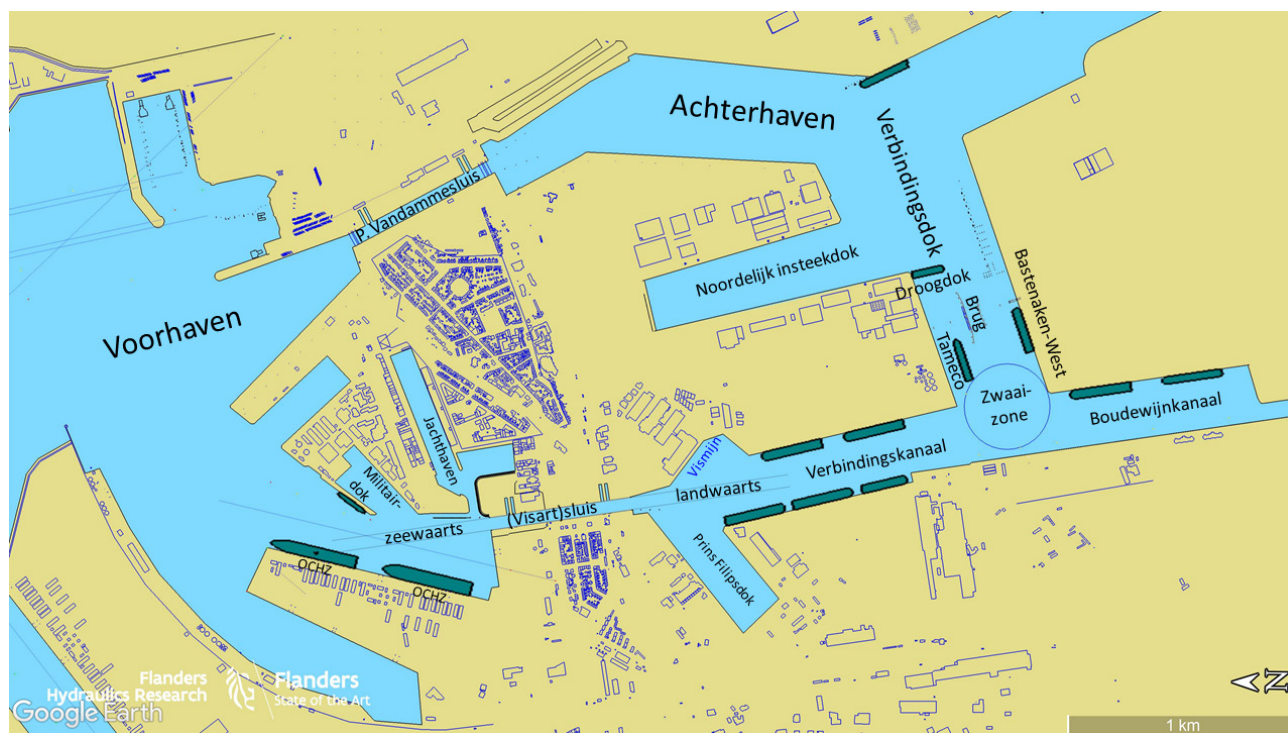 Achterhaven
Verbindingsdok
P. Vandammesluis
Noordelijk insteekdok
Droogdok
Bastenaken-West
Brug
Voorhaven
Tameco
Zwaai-
zone
Boudewijnkanaal
Jachthaven
Vismijn
Verbindingskanaal
Militair-
dok
landwaarts
(Visart)sluis
zeewaarts
Prins Filipsdok
OCHZ
OCHZ
Flanders
Hydraulics Research
Flanders
State of the Art
Google Earth
N
1 km